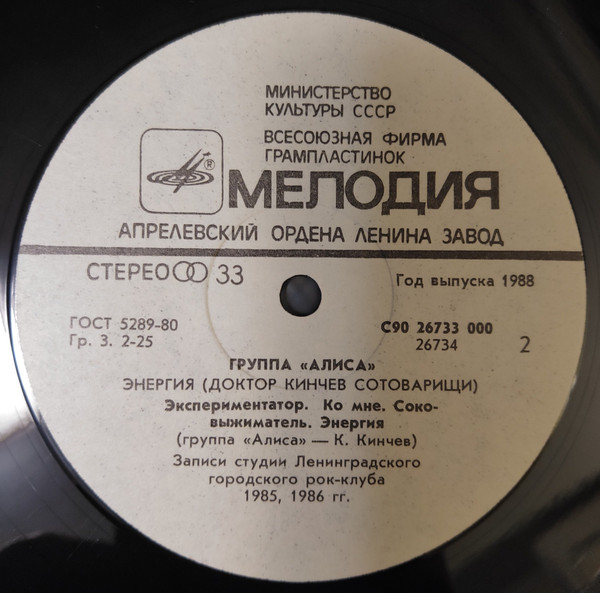 МИНИСТЕРСТВО
КУЛЬТУРЫ СССР
ВСЕСОЮЗНАЯ ФИРМА
ГРАМПЛАСТИНОК
®
МЕЛОДИЯ
АПРЕЛЕВСКИЙ ОРДЕНА ЛЕНИНА ЗАВОД
СТЕРЕО 33
Год выпуска 1988
ГОСТ 5289-80
Гр. 3. 2-25
С90 26733 000
26734
2
ГРУППА «АЛИСА»
ЭНЕРГИЯ (ДОКТОР КИНЧЕВ СОТОВАРИЩИ)
Экспериментатор. Ко мне. Соко-
выжиматель. Энергия
(группа «Алиса» — К. Кинчев)
Записи студии Ленинградского
городского рок-клуба
1985, 1986 гг.